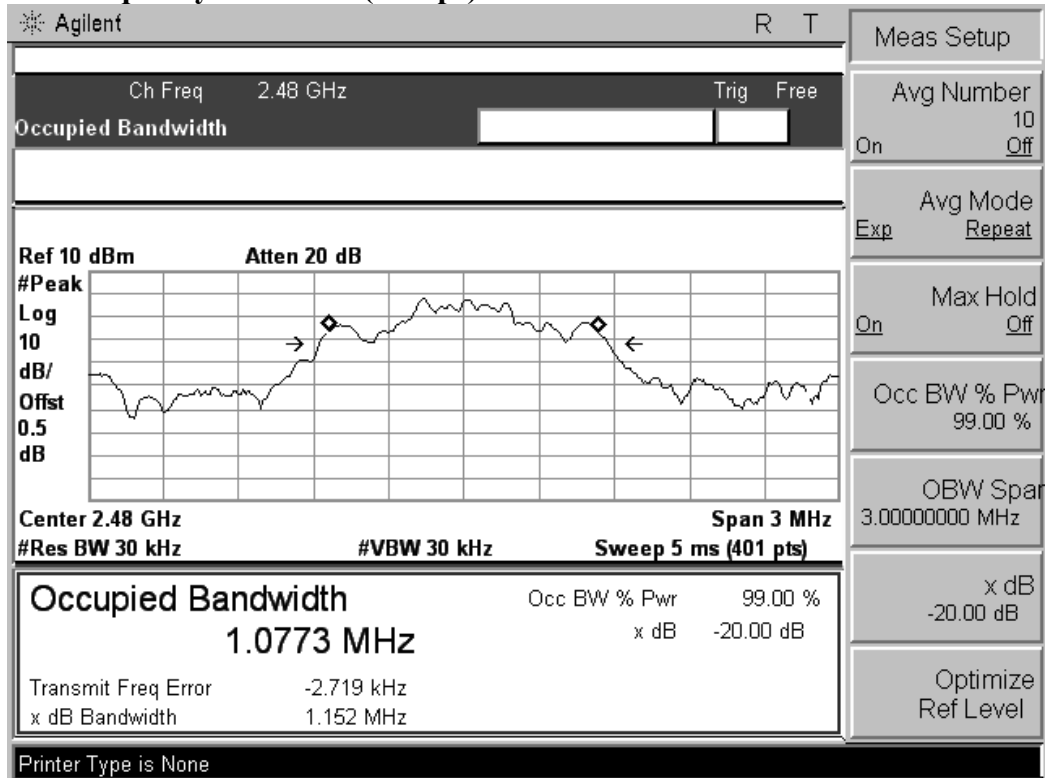 Agilent R T
Ch Freq 2.48 GHz Trig Free
Occupied Bandwidth
Ref 10 dBm Atten 20 dB
#Peak
Log
10
dB/
Offst
0.5
dB
Center 2.48 GHz Span 3 MHz
#Res BW 30 kHz #VBW 30 kHz Sweep 5 ms (401 pts)
Occupied Bandwidth Occ BW % Pwr 99.00 %
1.0773 MHz x dB -20.00 dB
Transmit Freq Error -2.719 kHz
x dB Bandwidth 1.152 MHz
Printer Type is None
Meas Setup
Avg Number
10
On Off
Avg Mode
Exp Repeat
Max Hold
On Off
Occ BW % Pwr
99.00 %
OBW Span
3.00000000 MHz
x dB
-20.00 dB
Optimize
Ref Level